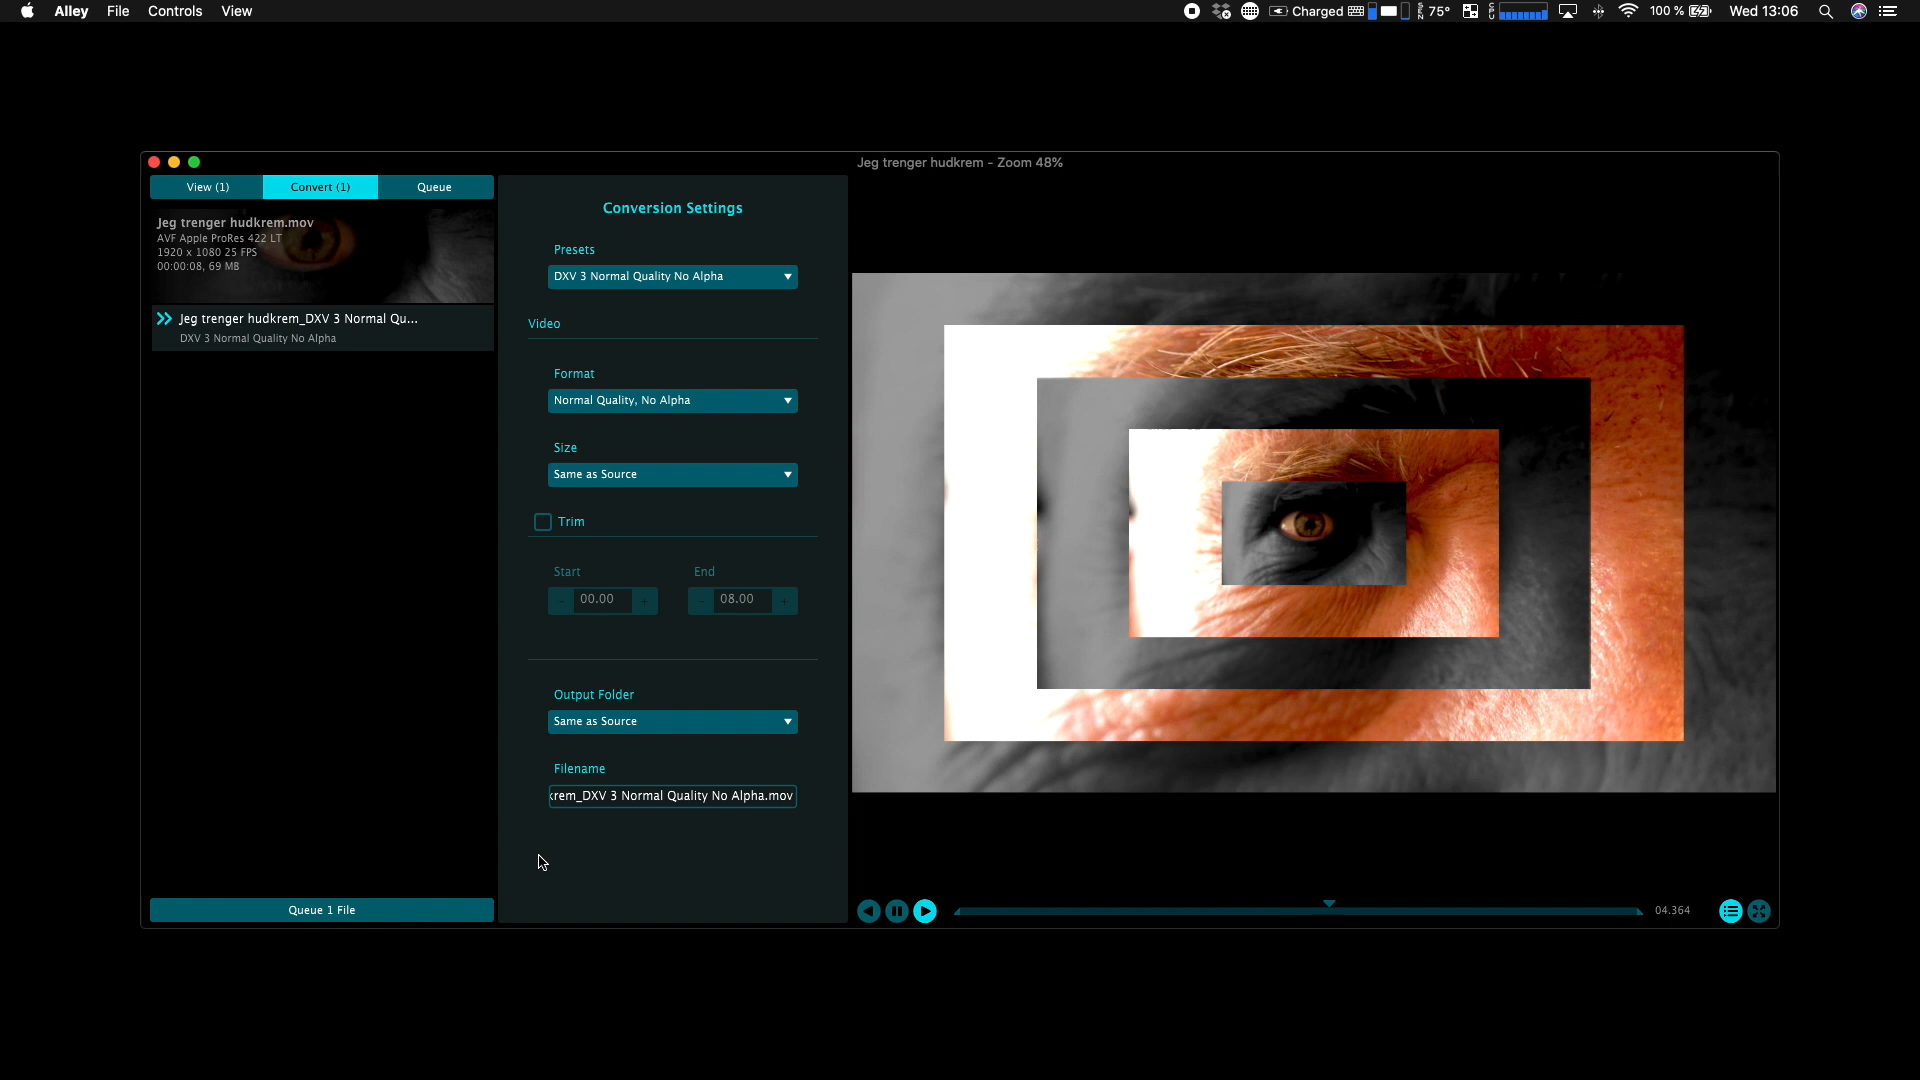 Alley File Controls View
Charged 75° 100 % Wed 13:06
Jeg trenger hudkrem - Zoom 48%
View (1) Convert (1) Queue
Jeg trenger hudkrem.mov
AVF Apple ProRes 422 LT
1920 x 1080 25 FPS
00:00:08, 69 MB
Jeg trenger hudkrem_DXV 3 Normal Qu...
DXV 3 Normal Quality No Alpha
Queue 1 File
Conversion Settings
Presets
DXV 3 Normal Quality No Alpha
Video
Format
Normal Quality, No Alpha
Size
Same as Source
Trim
Start End
- 00.00 + - 08.00 +
Output Folder
Same as Source
Filename
krem_DXV 3 Normal Quality No Alpha.mov
04.364